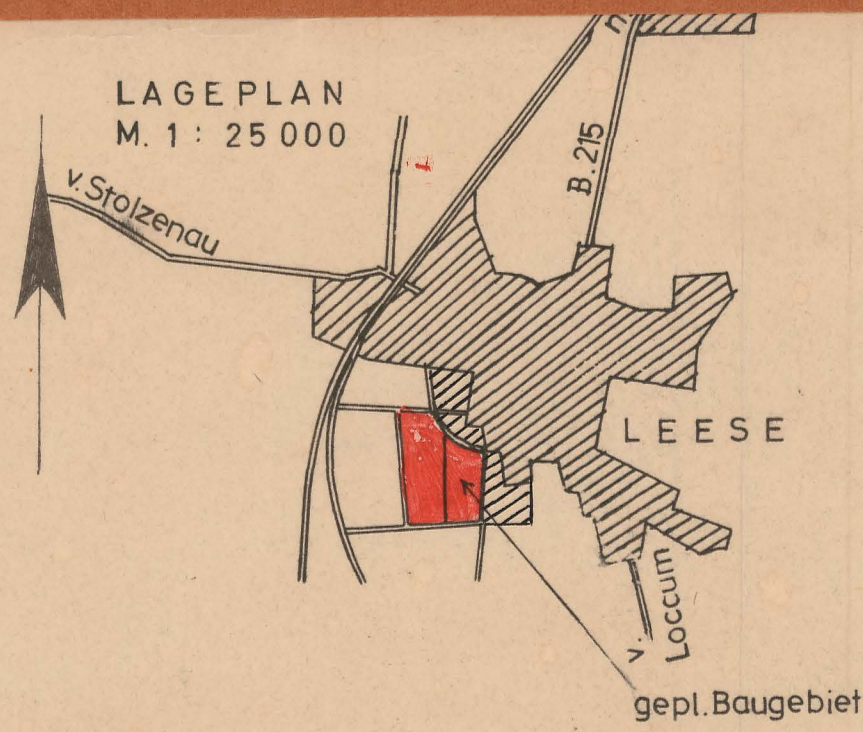 LAGEPLAN
M. 1 : 25 000
v. Stolzenau
B. 215
LEESE
v. Loccum
gepl. Baugebiet